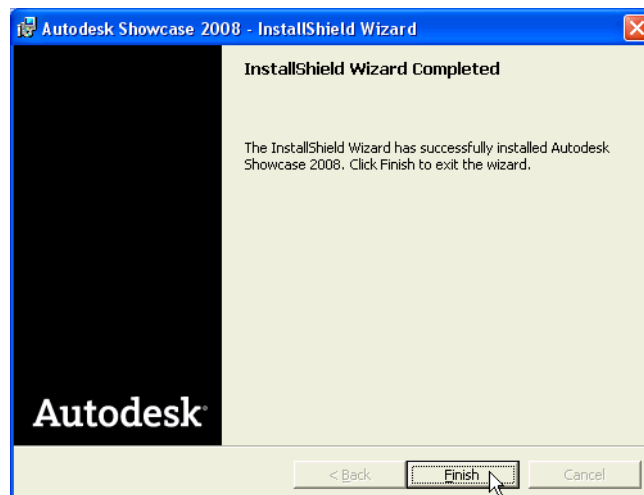 Autodesk Showcase 2008 - InstallShield Wizard
InstallShield Wizard Completed
The InstallShield Wizard has successfully installed Autodesk
Showcase 2008. Click Finish to exit the wizard.
Autodesk
< Back Finish Cancel